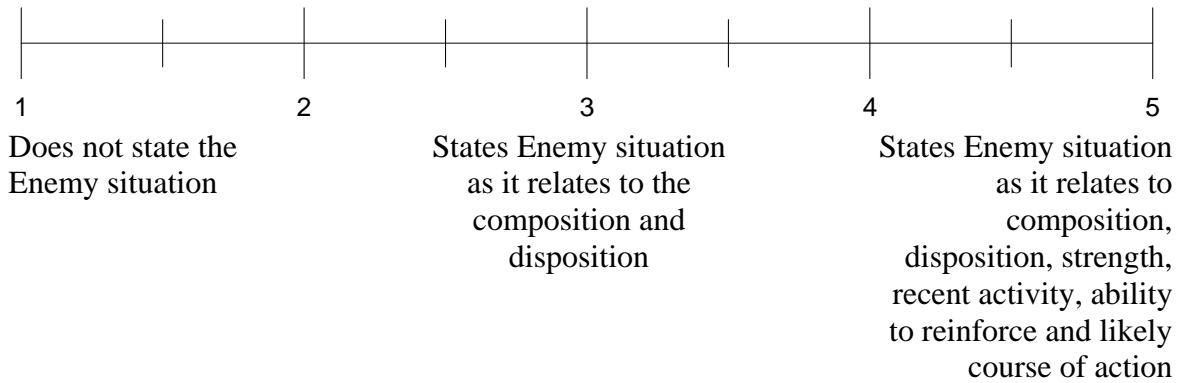 1 2 3 4 5
Does not state the
Enemy situation
States Enemy situation
as it relates to the
composition and
disposition
States Enemy situation
as it relates to
composition,
disposition, strength,
recent activity, ability
to reinforce and likely
course of action